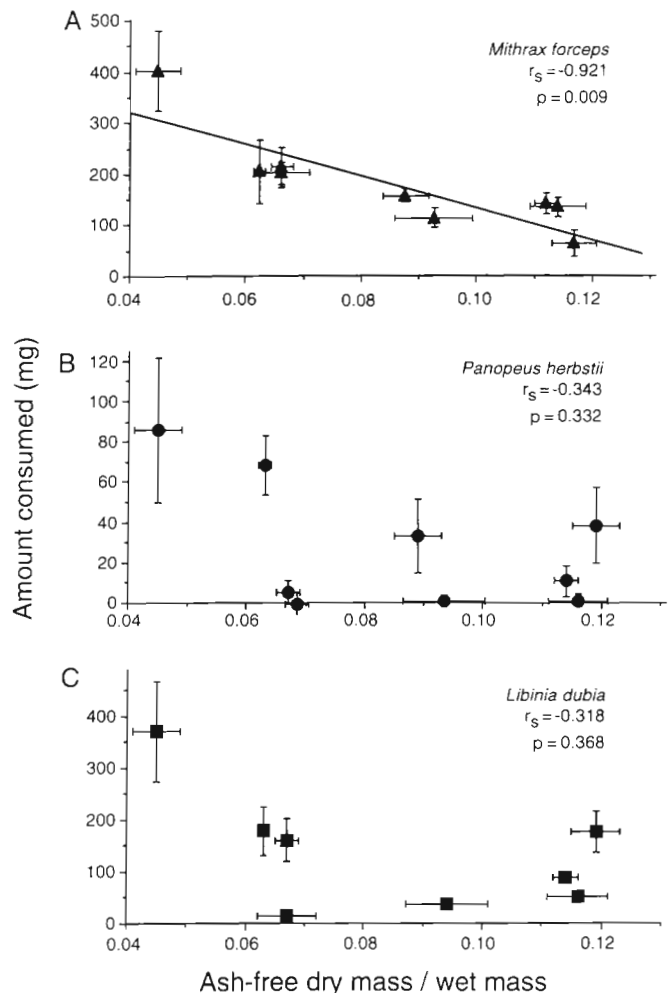 A
Mithrax forceps
r_s = -0.921
p = 0.009
500
400
300
200
100
0
0.04 0.06 0.08 0.10 0.12
Amount consumed (mg)
B
Panopeus herbstii
r_s = -0.343
p = 0.332
120
100
80
60
40
20
0
0.04 0.06 0.08 0.10 0.12
C
Libinia dubia
r_s = -0.318
p = 0.368
400
300
200
100
0
0.04 0.06 0.08 0.10 0.12
Ash-free dry mass / wet mass